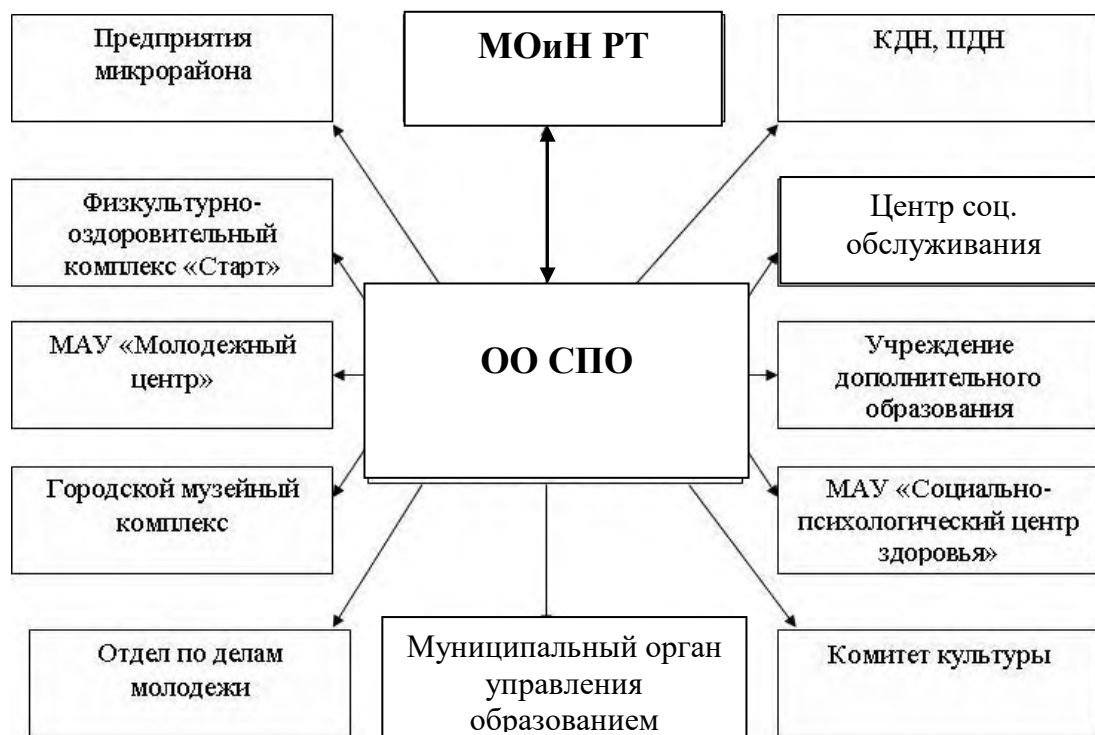 Предприятия
микрорайона
МОиН РТ
КДН, ПДН
Физкультурно-
оздоровительный
комплекс «Старт»
Центр соц.
обслуживания
МАУ «Молодежный
центр»
ОО СПО
Учреждение
дополнительного
образования
Городской музейный
комплекс
МАУ «Социально-
психологический центр
здоровья»
Отдел по делам
молодежи
Муниципальный орган
управления
образованием
Комитет культуры